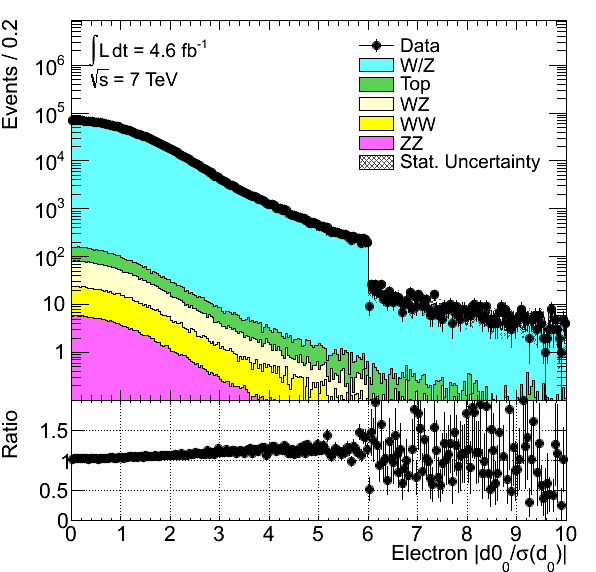 Events / 0.2
∫L dt = 4.6 fb⁻¹
√s = 7 TeV
Data
W/Z
Top
WZ
WW
ZZ
Stat. Uncertainty
10⁶
10⁵
10⁴
10³
10²
10
1
Ratio
1.5
1
0.5
0
0 1 2 3 4 5 6 7 8 9 10
Electron |d0₀/σ(d₀)|